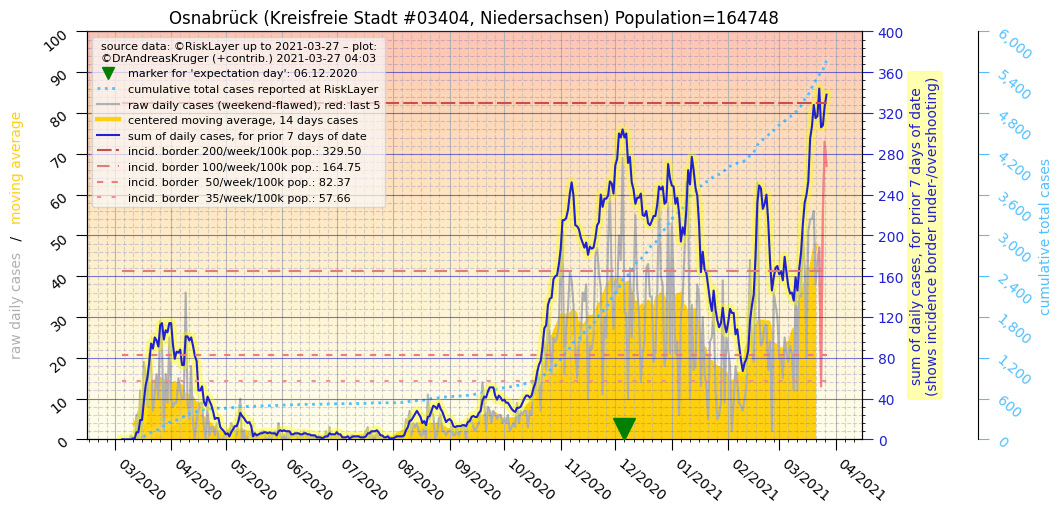 Osnabrück (Kreisfreie Stadt #03404, Niedersachsen) Population=164748
source data: ©RiskLayer up to 2021-03-27 – plot:
©DrAndreasKruger (+contrib.) 2021-03-27 04:03
marker for 'expectation day': 06.12.2020
cumulative total cases reported at RiskLayer
raw daily cases (weekend-flawed), red: last 5
centered moving average, 14 days cases
sum of daily cases, for prior 7 days of date
incid. border 200/week/100k pop.: 329.50
incid. border 100/week/100k pop.: 164.75
incid. border  50/week/100k pop.: 82.37
incid. border  35/week/100k pop.: 57.66
raw daily cases  /  moving average
100
90
80
70
60
50
40
30
20
10
0
03/2020
04/2020
05/2020
06/2020
07/2020
08/2020
09/2020
10/2020
11/2020
12/2020
01/2021
02/2021
03/2021
04/2021
400
360
320
280
240
200
160
120
80
40
0
sum of daily cases, for prior 7 days of date
(shows incidence border under-/overshooting)
6,000
5,400
4,800
4,200
3,600
3,000
2,400
1,800
1,200
600
0
cumulative total cases